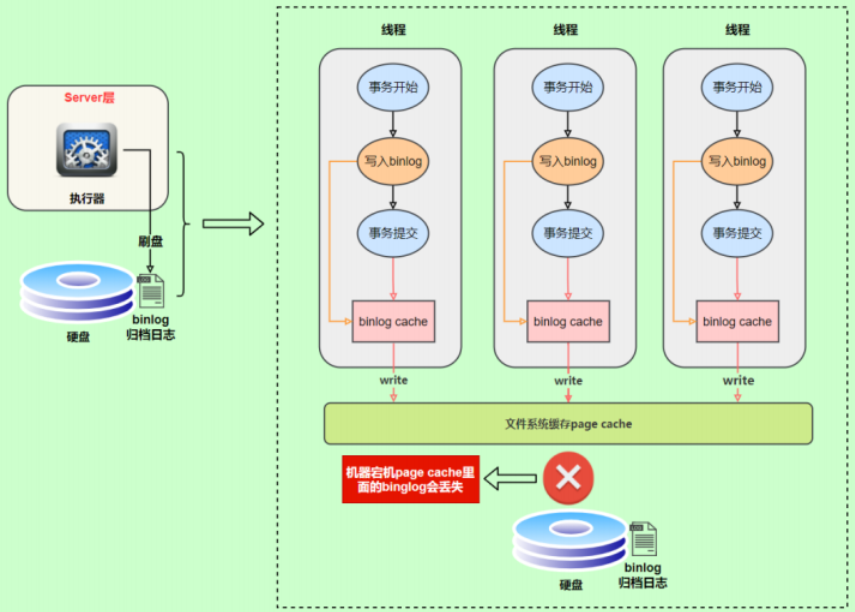 线程
线程
线程
Server层
执行器
刷盘
硬盘
binlog
归档日志
事务开始
写入binlog
事务提交
binlog cache
write
事务开始
写入binlog
事务提交
binlog cache
write
事务开始
写入binlog
事务提交
binlog cache
write
文件系统缓存page cache
机器宕机page cache里
面的binglog会丢失
硬盘
binlog
归档日志